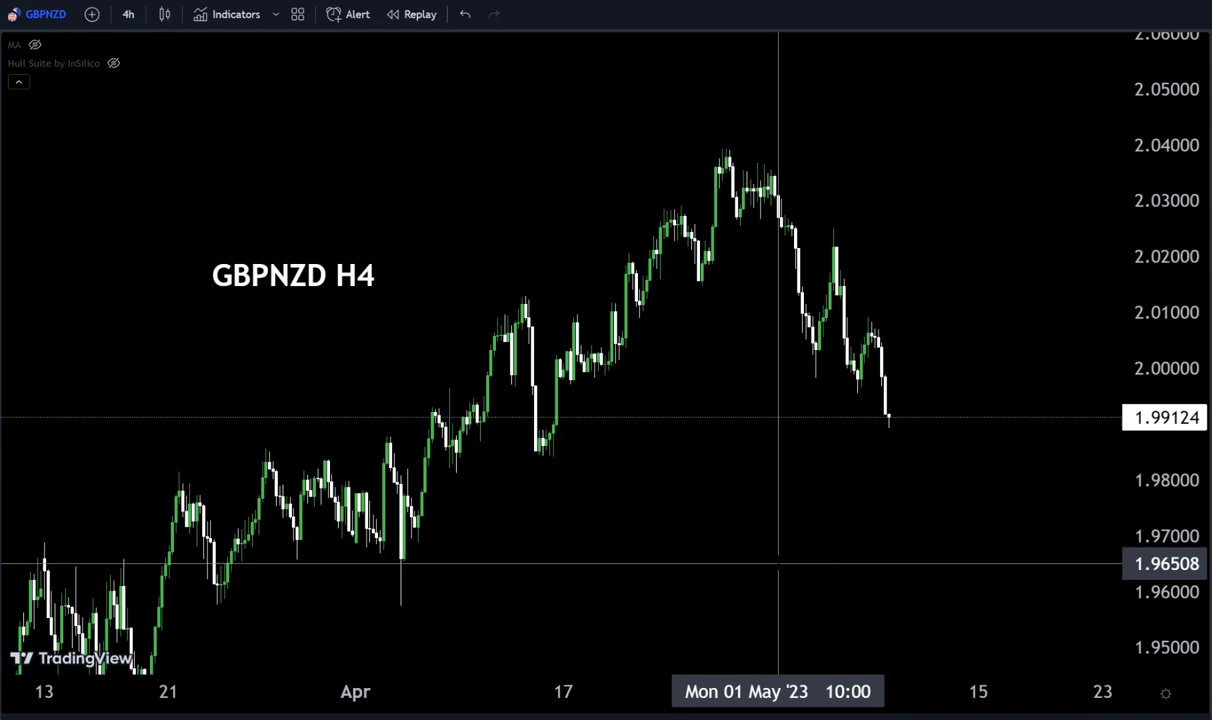 GBPNZD 4h Indicators Alert Replay
MA
Hull Suite by InSilico
GBPNZD H4
2.06000
2.05000
2.04000
2.03000
2.02000
2.01000
2.00000
1.99124
1.98000
1.97000
1.96508
1.96000
1.95000
TradingView
13 21 Apr 17 Mon 01 May '23 10:00 15 23